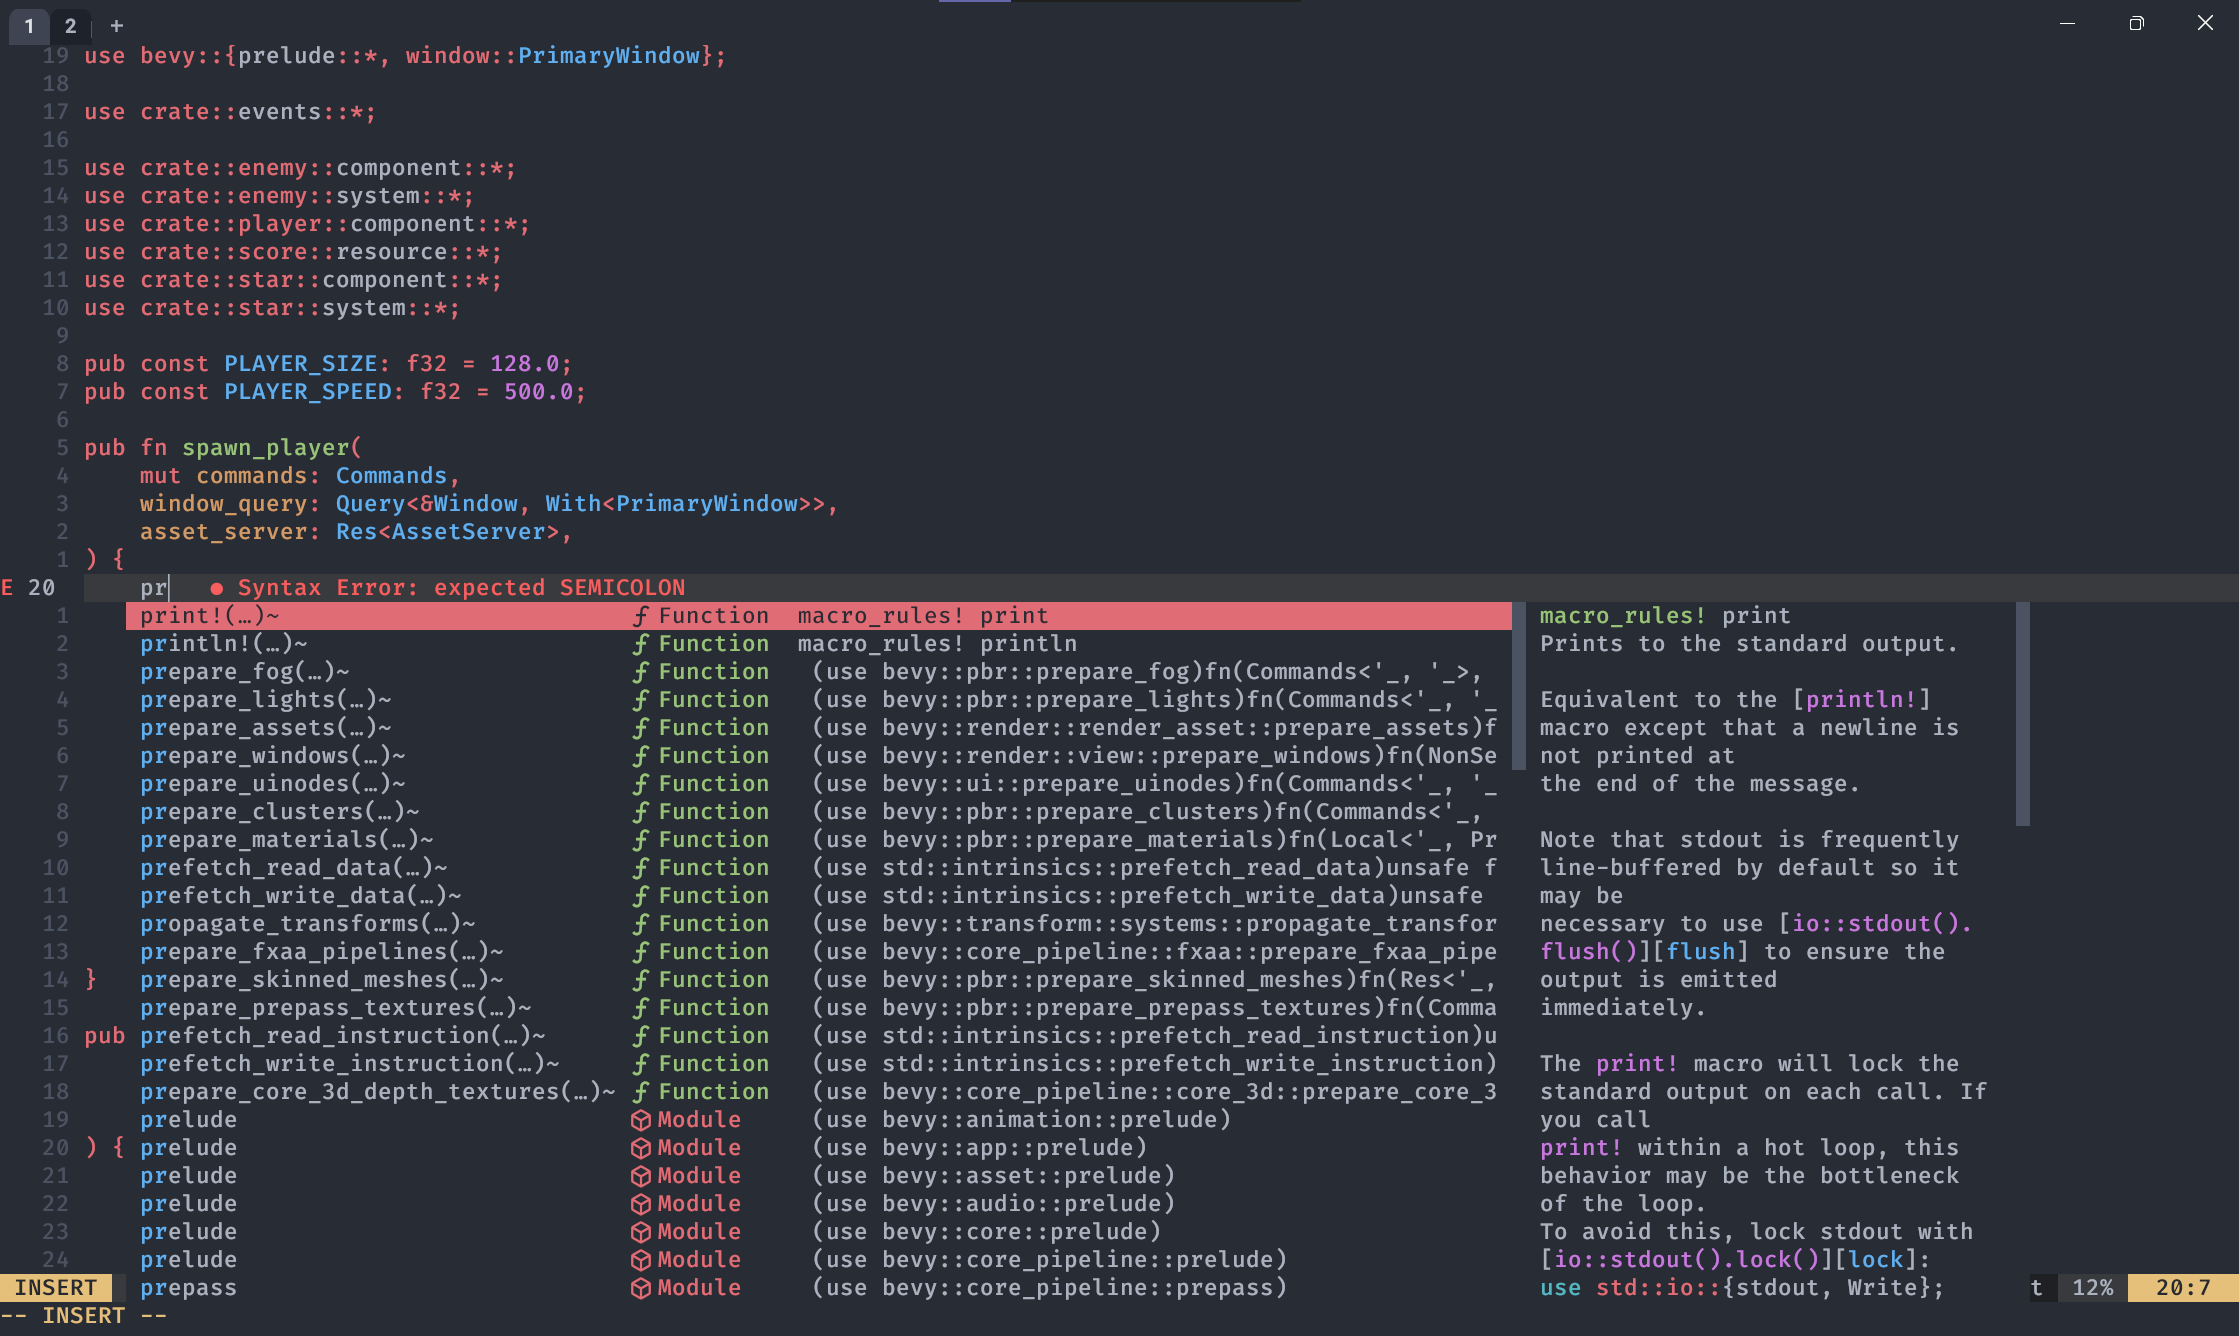 1 2 +
19 use bevy::{prelude::*, window::PrimaryWindow};
18
17 use crate::events::*;
16
15 use crate::enemy::component::*;
14 use crate::enemy::system::*;
13 use crate::player::component::*;
12 use crate::score::resource::*;
11 use crate::star::component::*;
10 use crate::star::system::*;
9
8 pub const PLAYER_SIZE: f32 = 128.0;
7 pub const PLAYER_SPEED: f32 = 500.0;
6
5 pub fn spawn_player(
4     mut commands: Commands,
3     window_query: Query<&Window, With<PrimaryWindow>>,
2     asset_server: Res<AssetServer>,
1 ) {
E 20     pr   ● Syntax Error: expected SEMICOLON
1 print!(…)~ ƒ Function macro_rules! print
2 println!(…)~ ƒ Function macro_rules! println
3 prepare_fog(…)~ ƒ Function (use bevy::pbr::prepare_fog)fn(Commands<'_, '_>,
4 prepare_lights(…)~ ƒ Function (use bevy::pbr::prepare_lights)fn(Commands<'_, '_
5 prepare_assets(…)~ ƒ Function (use bevy::render::render_asset::prepare_assets)f
6 prepare_windows(…)~ ƒ Function (use bevy::render::view::prepare_windows)fn(NonSe
7 prepare_uinodes(…)~ ƒ Function (use bevy::ui::prepare_uinodes)fn(Commands<'_, '_
8 prepare_clusters(…)~ ƒ Function (use bevy::pbr::prepare_clusters)fn(Commands<'_,
9 prepare_materials(…)~ ƒ Function (use bevy::pbr::prepare_materials)fn(Local<'_, Pr
10 prefetch_read_data(…)~ ƒ Function (use std::intrinsics::prefetch_read_data)unsafe f
11 prefetch_write_data(…)~ ƒ Function (use std::intrinsics::prefetch_write_data)unsafe
12 propagate_transforms(…)~ ƒ Function (use bevy::transform::systems::propagate_transfor
13 prepare_fxaa_pipelines(…)~ ƒ Function (use bevy::core_pipeline::fxaa::prepare_fxaa_pipe
14 } prepare_skinned_meshes(…)~ ƒ Function (use bevy::pbr::prepare_skinned_meshes)fn(Res<'_,
15 prepare_prepass_textures(…)~ ƒ Function (use bevy::pbr::prepare_prepass_textures)fn(Comma
16 pub prefetch_read_instruction(…)~ ƒ Function (use std::intrinsics::prefetch_read_instruction)u
17 prefetch_write_instruction(…)~ ƒ Function (use std::intrinsics::prefetch_write_instruction)
18 prepare_core_3d_depth_textures(…)~ ƒ Function (use bevy::core_pipeline::core_3d::prepare_core_3
19 prelude Module (use bevy::animation::prelude)
20 ) { prelude Module (use bevy::app::prelude)
21 prelude Module (use bevy::asset::prelude)
22 prelude Module (use bevy::audio::prelude)
23 prelude Module (use bevy::core::prelude)
24 prelude Module (use bevy::core_pipeline::prelude)
INSERT prepass Module (use bevy::core_pipeline::prepass)
macro_rules! print
Prints to the standard output.
Equivalent to the [println!]
macro except that a newline is
not printed at
the end of the message.
Note that stdout is frequently
line-buffered by default so it
may be
necessary to use [io::stdout().
flush()][flush] to ensure the
output is emitted
immediately.
The print! macro will lock the
standard output on each call. If
you call
print! within a hot loop, this
behavior may be the bottleneck
of the loop.
To avoid this, lock stdout with
[io::stdout().lock()][lock]:
use std::io::{stdout, Write};
t 12% 20:7
-- INSERT --